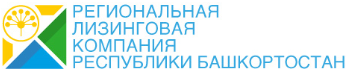 РЕГИОНАЛЬНАЯ
ЛИЗИНГОВАЯ
КОМПАНИЯ
РЕСПУБЛИКИ БАШКОРТОСТАН